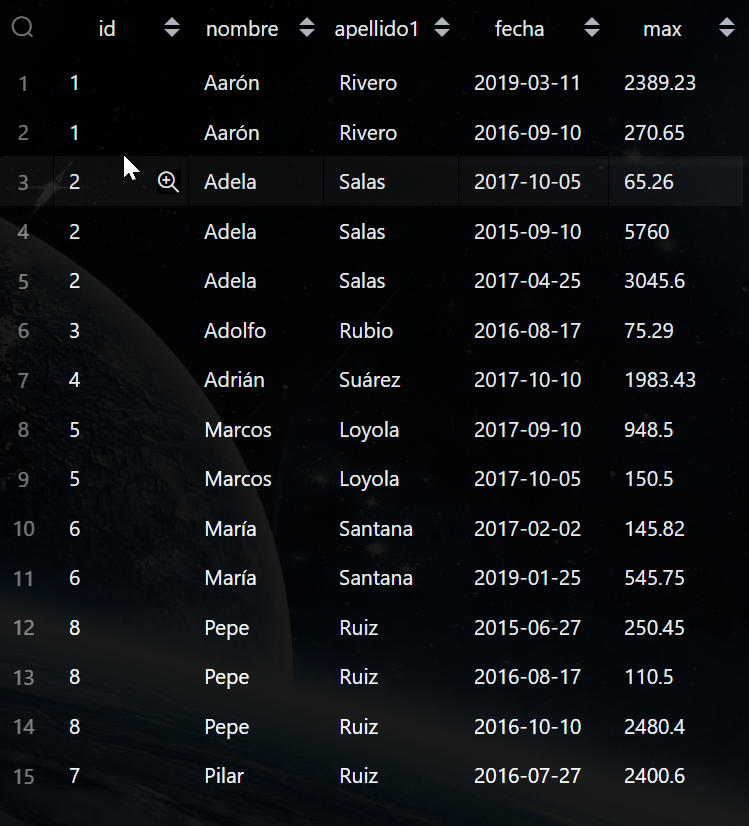 id nombre apellido1 fecha max
1 1 Aarón Rivero 2019-03-11 2389.23
2 1 Aarón Rivero 2016-09-10 270.65
3 2 Adela Salas 2017-10-05 65.26
4 2 Adela Salas 2015-09-10 5760
5 2 Adela Salas 2017-04-25 3045.6
6 3 Adolfo Rubio 2016-08-17 75.29
7 4 Adrián Suárez 2017-10-10 1983.43
8 5 Marcos Loyola 2017-09-10 948.5
9 5 Marcos Loyola 2017-10-05 150.5
10 6 María Santana 2017-02-02 145.82
11 6 María Santana 2019-01-25 545.75
12 8 Pepe Ruiz 2015-06-27 250.45
13 8 Pepe Ruiz 2016-08-17 110.5
14 8 Pepe Ruiz 2016-10-10 2480.4
15 7 Pilar Ruiz 2016-07-27 2400.6